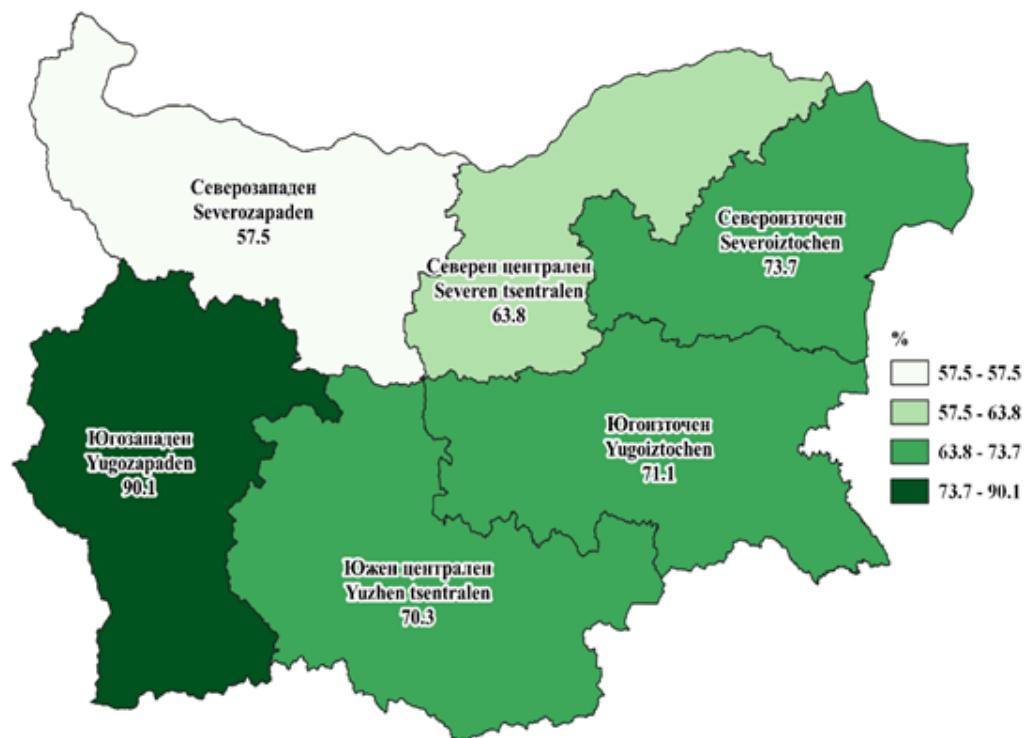 Северозападен
Severozapaden
57.5
Североизточен
Severoiztochen
73.7
Северен централен
Severen tsentralen
63.8
%
57.5 - 57.5
57.5 - 63.8
63.8 - 73.7
73.7 - 90.1
Югозападен
Yugozapaden
90.1
Югоизточен
Yugoiztochen
71.1
Южен централен
Yuzhen tsentralen
70.3